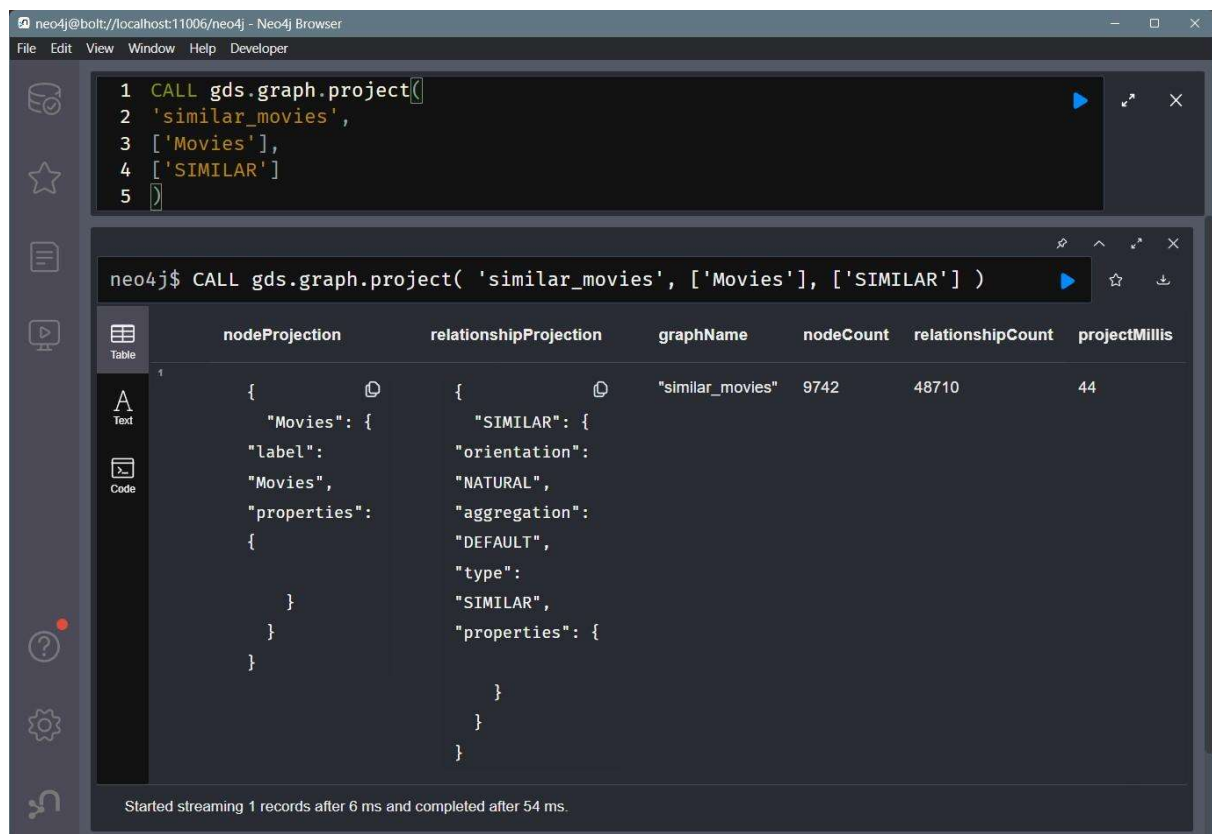 neo4j@bolt://localhost:11006/neo4j - Neo4j Browser
File Edit View Window Help Developer
1 CALL gds.graph.project(
2 'similar_movies',
3 ['Movies'],
4 ['SIMILAR']
5 )
neo4j$ CALL gds.graph.project( 'similar_movies', ['Movies'], ['SIMILAR'] )
Table
Text
Code
nodeProjection relationshipProjection graphName nodeCount relationshipCount projectMillis
1
{
"Movies": {
"label":
"Movies",
"properties":
{
}
}
}
{
"SIMILAR": {
"orientation":
"NATURAL",
"aggregation":
"DEFAULT",
"type":
"SIMILAR",
"properties": {
}
}
}
"similar_movies" 9742 48710 44
Started streaming 1 records after 6 ms and completed after 54 ms.